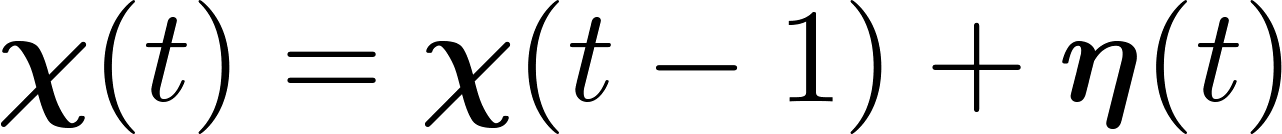 𝝌(t) = 𝝌(t − 1) + 𝜼(t)